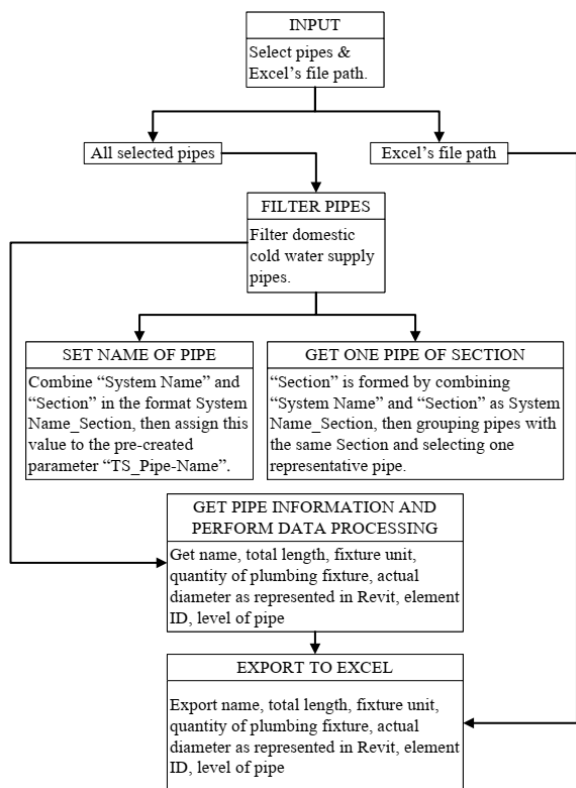 INPUT
Select pipes &
Excel's file path.
All selected pipes
Excel's file path
FILTER PIPES
Filter domestic
cold water supply
pipes.
SET NAME OF PIPE
Combine “System Name” and
“Section” in the format System
Name_Section, then assign this
value to the pre-created
parameter “TS_Pipe-Name”.
GET ONE PIPE OF SECTION
“Section” is formed by combining
“System Name” and “Section” as System
Name_Section, then grouping pipes with
the same Section and selecting one
representative pipe.
GET PIPE INFORMATION AND
PERFORM DATA PROCESSING
Get name, total length, fixture unit,
quantity of plumbing fixture, actual
diameter as represented in Revit, element
ID, level of pipe
EXPORT TO EXCEL
Export name, total length, fixture unit,
quantity of plumbing fixture, actual
diameter as represented in Revit, element
ID, level of pipe